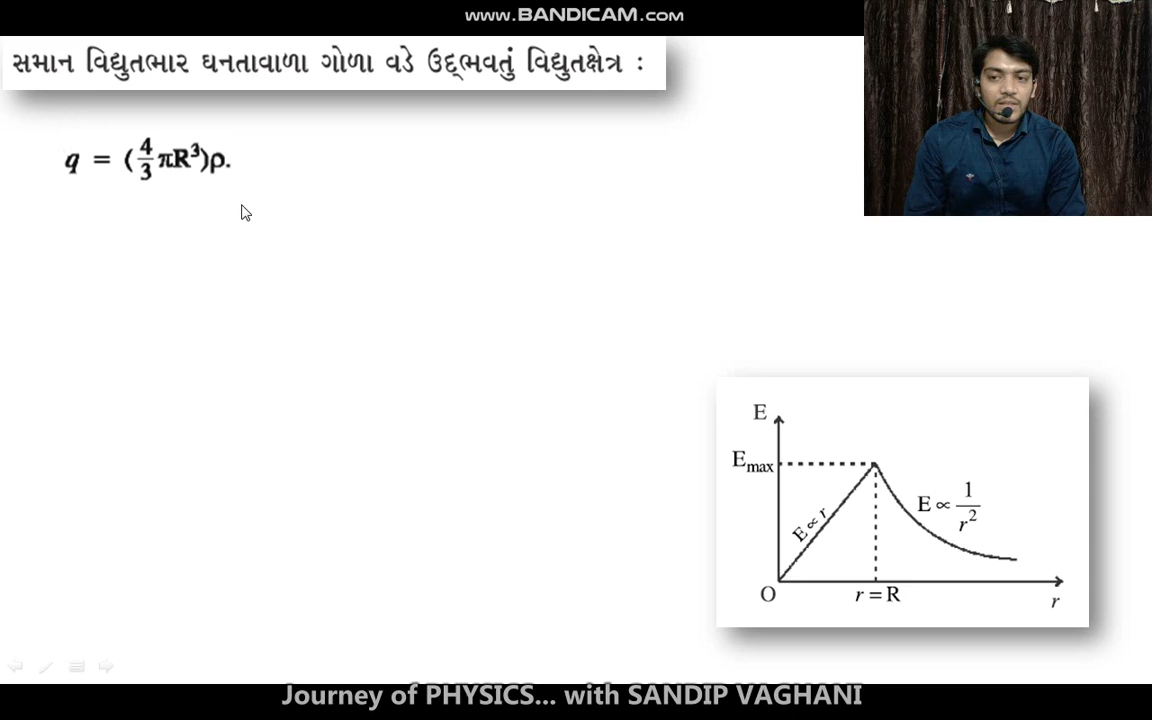 www.BANDICAM.com
સમાન વિદ્યુતભાર ઘનતાવાળા ગોળા વડે ઉદ્‌ભવતું વિદ્યુતક્ષેત્ર :
q = (4/3 πR³)ρ.
E
Emax
E ∝ r
E ∝ 1/r²
O
r = R
r
Journey of PHYSICS... with SANDIP VAGHANI